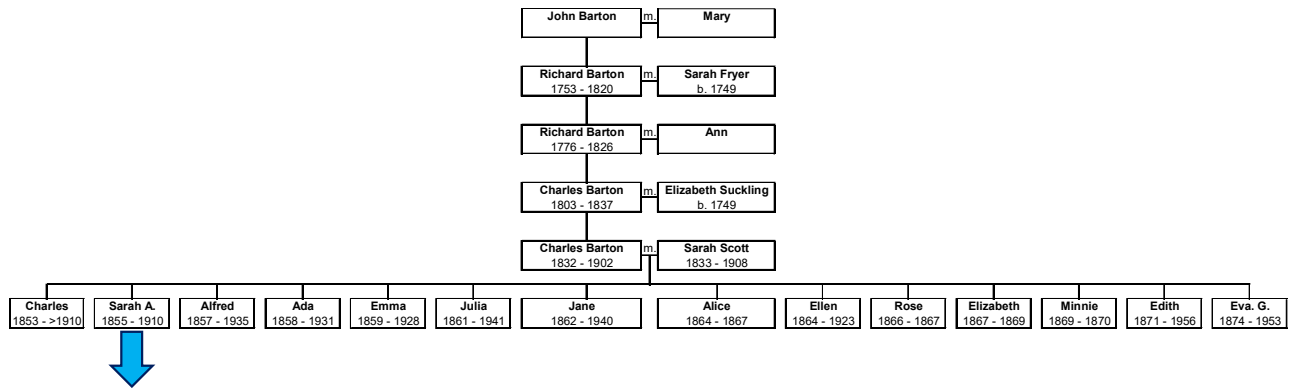 John Barton m. Mary
Richard Barton m. Sarah Fryer
1753 - 1820 b. 1749
Richard Barton m. Ann
1776 - 1826
Charles Barton m. Elizabeth Suckling
1803 - 1837 b. 1749
Charles Barton m. Sarah Scott
1832 - 1902 1833 - 1908
Charles Sarah A. Alfred Ada Emma Julia Jane Alice Ellen Rose Elizabeth Minnie Edith Eva. G.
1853 - >1910 1855 - 1910 1857 - 1935 1858 - 1931 1859 - 1928 1861 - 1941 1862 - 1940 1864 - 1867 1864 - 1923 1866 - 1867 1867 - 1869 1869 - 1870 1871 - 1956 1874 - 1953